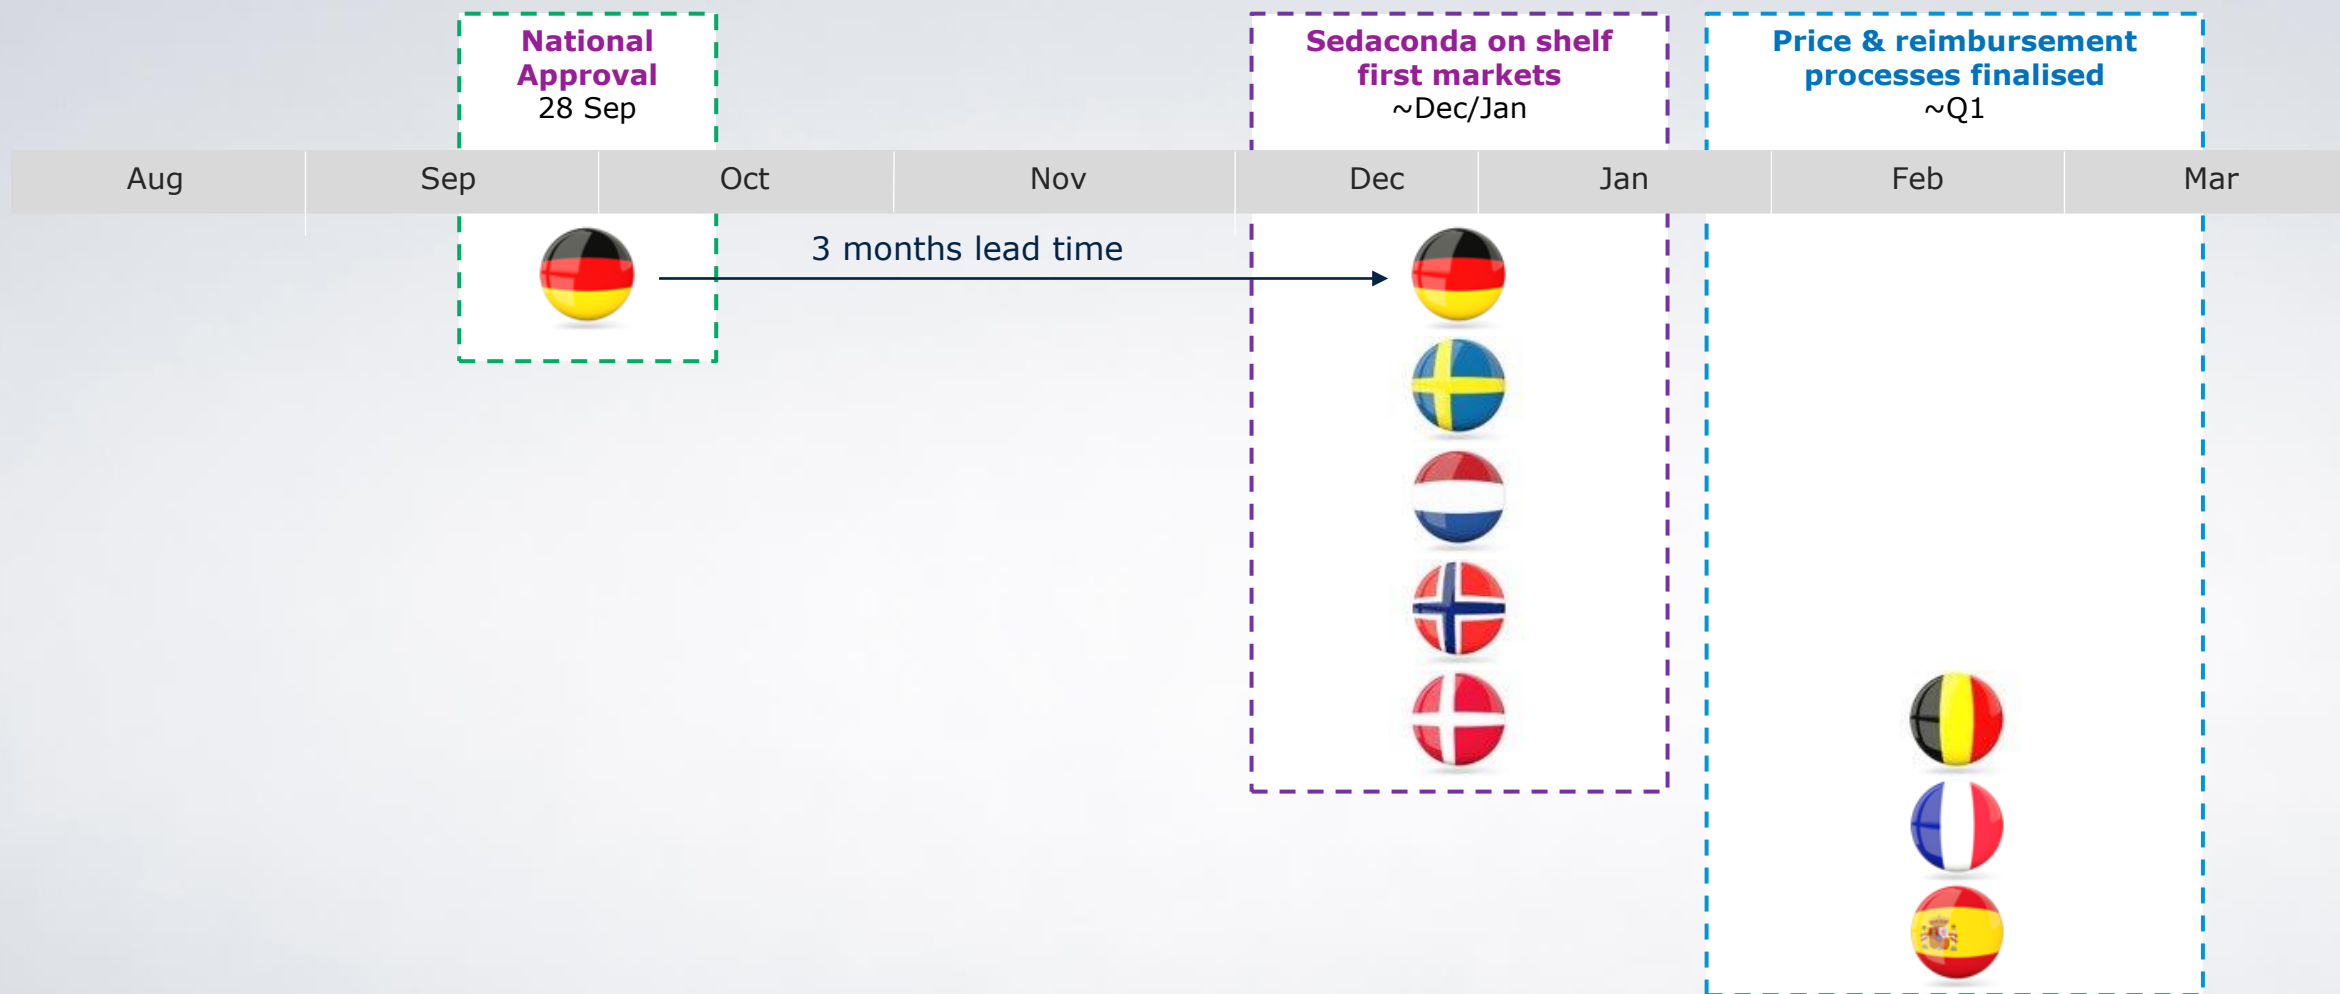 National
Approval
28 Sep
Sedaconda on shelf
first markets
~Dec/Jan
Price & reimbursement
processes finalised
~Q1
Aug
Sep
Oct
Nov
Dec
Jan
Feb
Mar
3 months lead time